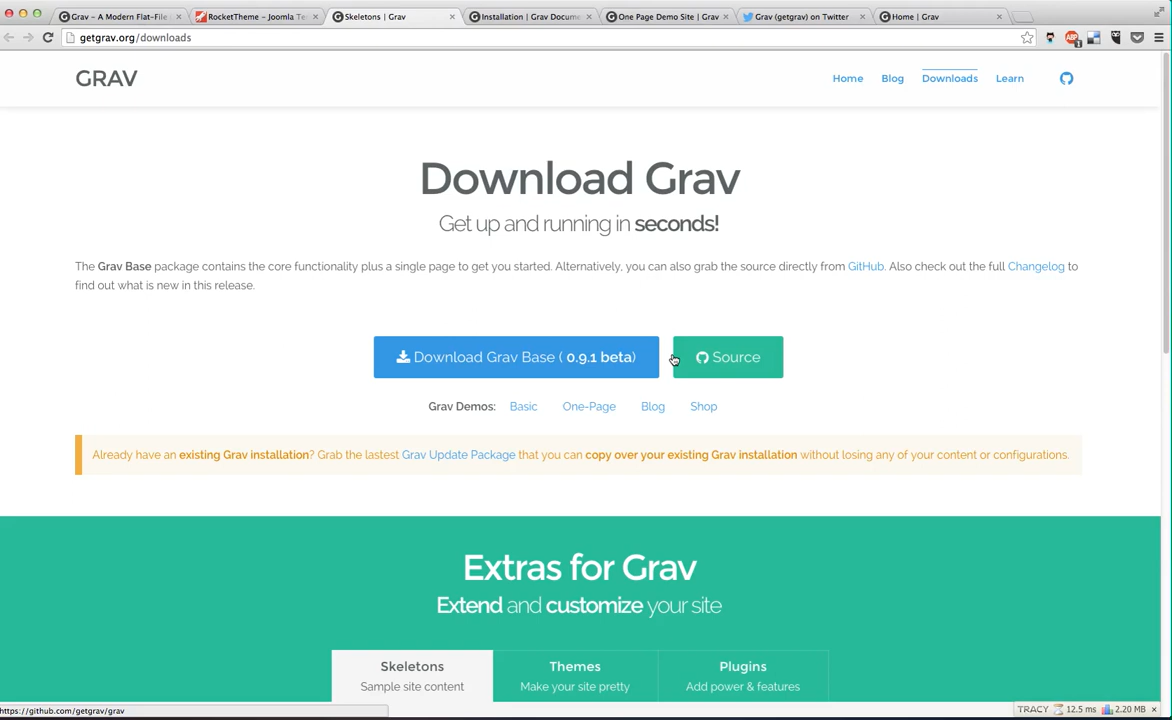 Grav - A Modern Flat-File
RocketTheme - Joomla Te
Skeletons | Grav
Installation | Grav Docume
One Page Demo Site | Grav
Grav (getgrav) on Twitter
Home | Grav
getgrav.org/downloads
GRAV
Home Blog Downloads Learn
Download Grav
Get up and running in seconds!
The Grav Base package contains the core functionality plus a single page to get you started. Alternatively, you can also grab the source directly from GitHub. Also check out the full Changelog to
find out what is new in this release.
Download Grav Base ( 0.9.1 beta)
Source
Grav Demos: Basic One-Page Blog Shop
Already have an existing Grav installation? Grab the lastest Grav Update Package that you can copy over your existing Grav installation without losing any of your content or configurations.
Extras for Grav
Extend and customize your site
Skeletons
Sample site content
Themes
Make your site pretty
Plugins
Add power & features
https://github.com/getgrav/grav
TRACY 12.5 ms 2.20 MB ×